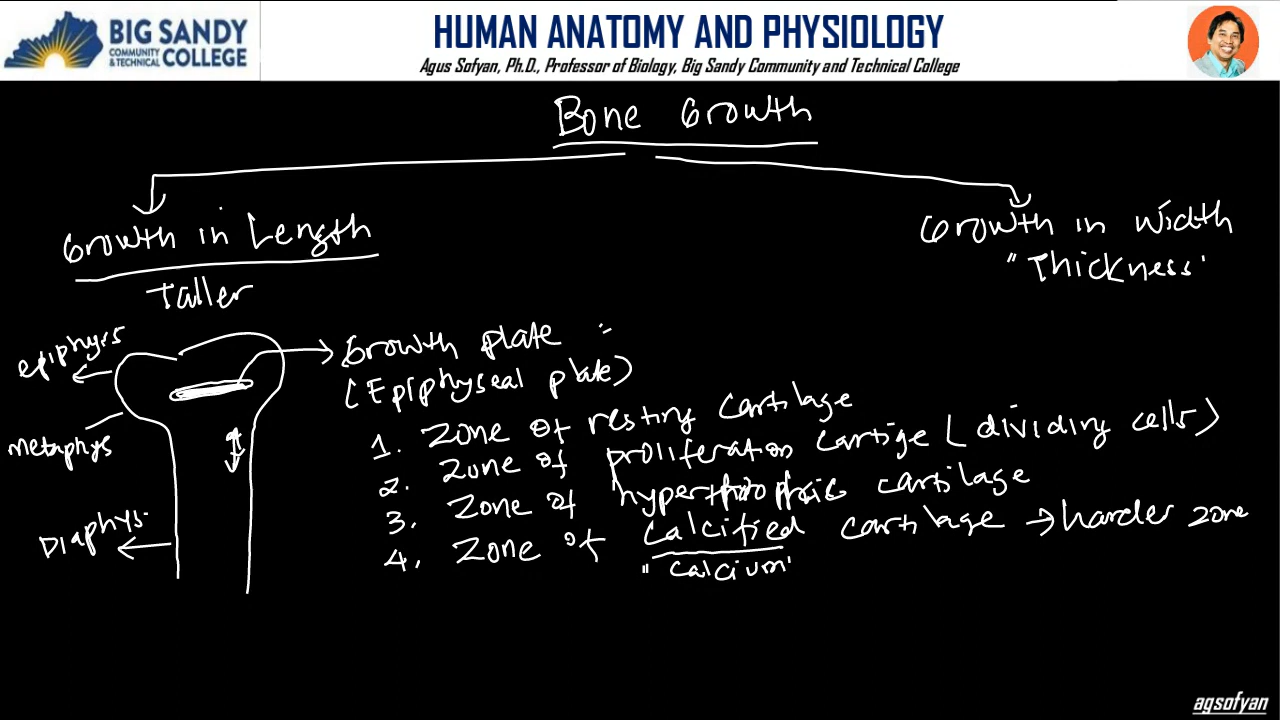 BIG SANDY
COMMUNITY
& TECHNICAL COLLEGE
HUMAN ANATOMY AND PHYSIOLOGY
Agus Sofyan, Ph.D., Professor of Biology, Big Sandy Community and Technical College
Bone Growth
Growth in Length
Taller
Growth in Width
"Thickness"
epiphysis
metaphys
Diaphys.
Growth plate :
(Epiphyseal plate)
1. Zone of resting cartilage
2. Zone of proliferation cartige (dividing cells)
3. Zone of cartilage
4. Zone of calcified cartilage → harder zone
"calcium"
agsofyan